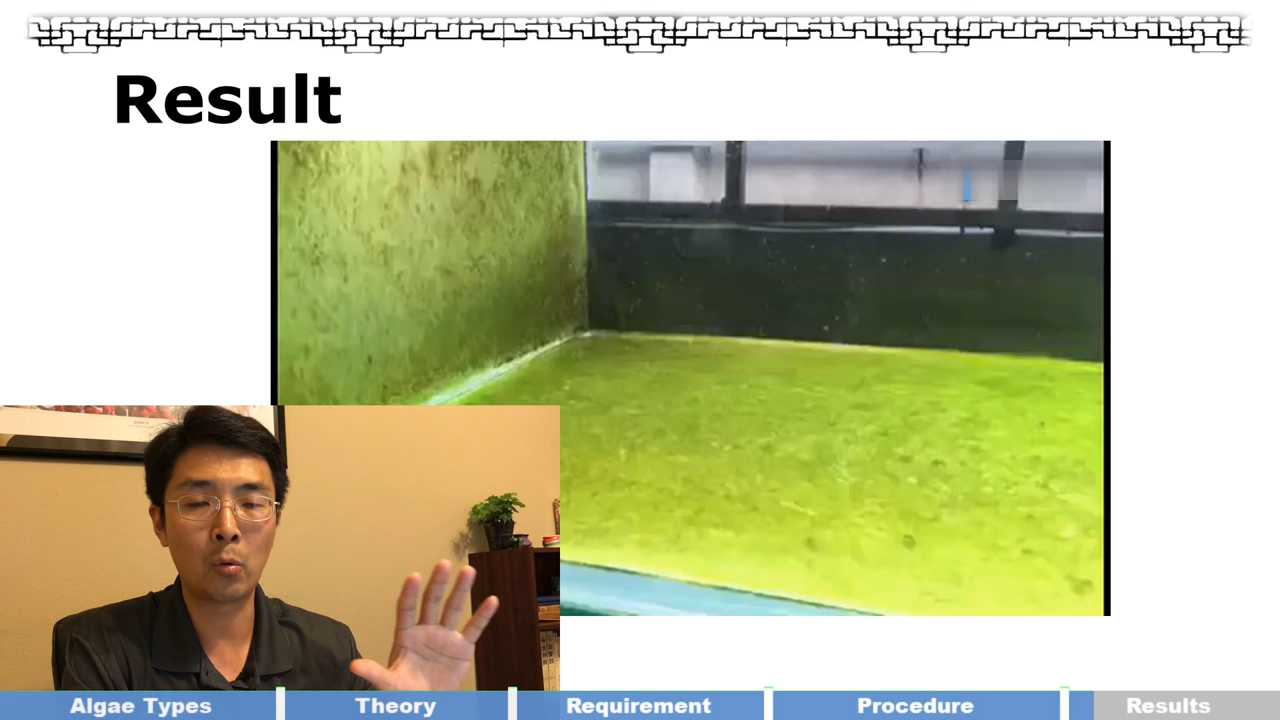 Result
Algae Types
Theory
Requirement
Procedure
Results